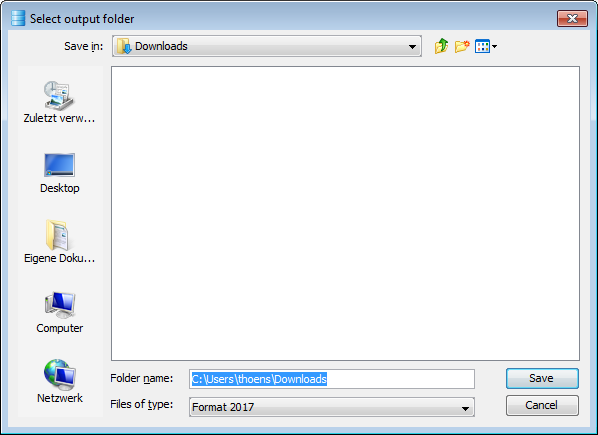 Select output folder
Save in:
Downloads
Zuletzt verw...
Desktop
Eigene Doku...
Computer
Netzwerk
Folder name:
C:\Users\thoens\Downloads
Save
Files of type:
Format 2017
Cancel